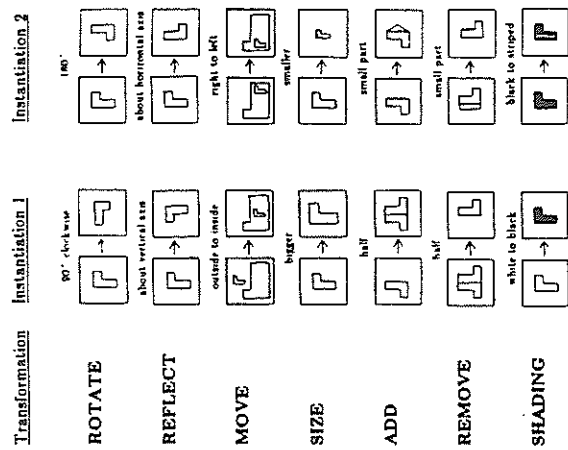 Transformation Instantiation 1 Instantiation 2
90° clockwise 180°
ROTATE
about vertical axis about horizontal axis
REFLECT
outside to inside right to left
MOVE
bigger smaller
SIZE
half small part
ADD
half small part
REMOVE
white to black black to striped
SHADING